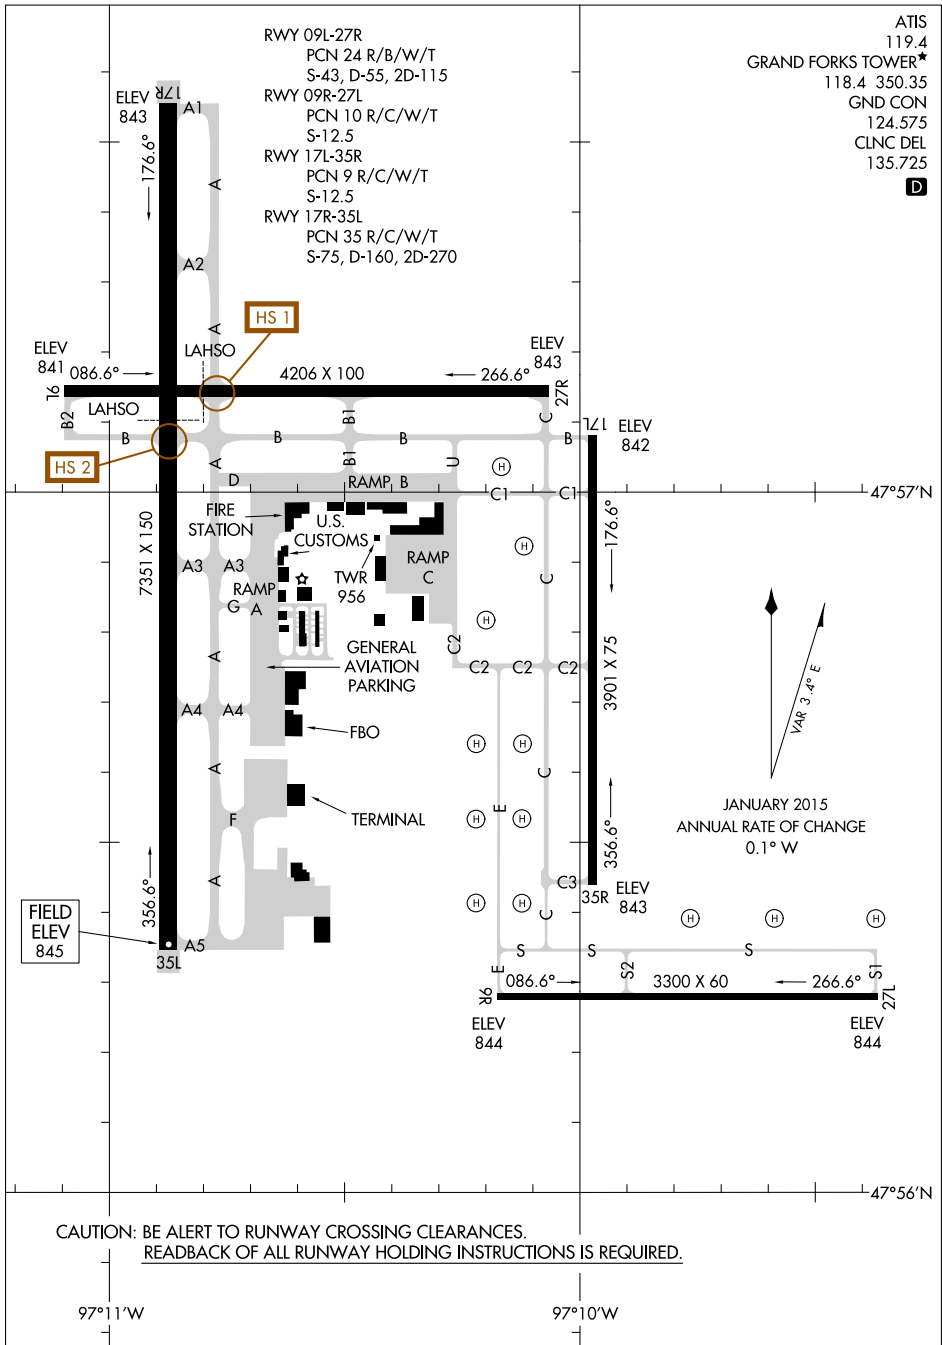 RWY 09L-27R
PCN 24 R/B/W/T
S-43, D-55, 2D-115
RWY 09R-27L
PCN 10 R/C/W/T
S-12.5
RWY 17L-35R
PCN 9 R/C/W/T
S-12.5
RWY 17R-35L
PCN 35 R/C/W/T
S-75, D-160, 2D-270
ATIS
119.4
GRAND FORKS TOWER★
118.4 350.35
GND CON
124.575
CLNC DEL
135.725
D
17R
ELEV
843
A1
176.6°
A
A2
A
HS 1
LAHSO
ELEV
841
086.6°
4206 X 100
266.6°
ELEV
843
9L
27R
LAHSO
B2
B
B
B1
B
C
B
17L
ELEV
842
HS 2
A
D
B1
U
H
RAMP B
C1
C1
47°57'N
FIRE
STATION
U.S.
CUSTOMS
7351 X 150
176.6°
H
A3
A3
RAMP
A
G
TWR
956
RAMP
C
C
H
A
GENERAL
AVIATION
PARKING
C2
C2
C2
C2
3901 X 75
VAR 3.4° E
A4
A4
FBO
H
H
A
C
E
JANUARY 2015
ANNUAL RATE OF CHANGE
0.1° W
F
TERMINAL
H
H
356.6°
356.6°
A
C3
35R
ELEV
843
H
H
C
H
H
H
FIELD
ELEV
845
A5
35L
S
S
S
E
S2
S1
086.6°
3300 X 60
266.6°
9R
27L
ELEV
844
ELEV
844
47°56'N
CAUTION: BE ALERT TO RUNWAY CROSSING CLEARANCES.
READBACK OF ALL RUNWAY HOLDING INSTRUCTIONS IS REQUIRED.
97°11'W
97°10'W